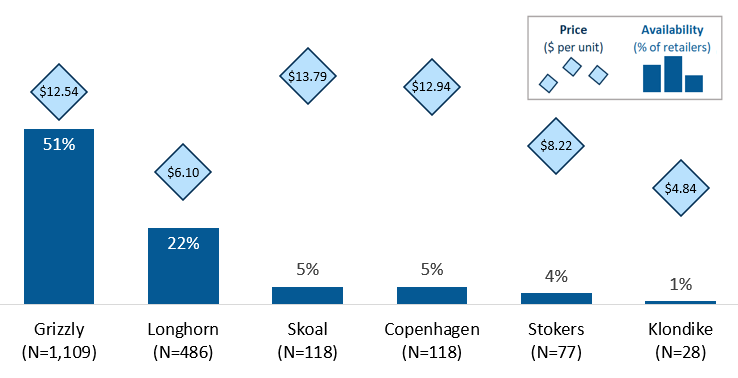 Price
($ per unit)
Availability
(% of retailers)
$12.54
$6.10
$13.79
$12.94
$8.22
$4.84
51%
22%
5%
5%
4%
1%
Grizzly
(N=1,109)
Longhorn
(N=486)
Skoal
(N=118)
Copenhagen
(N=118)
Stokers
(N=77)
Klondike
(N=28)